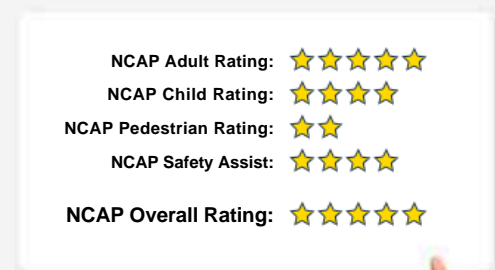 NCAP Adult Rating:
NCAP Child Rating:
NCAP Pedestrian Rating:
NCAP Safety Assist:
NCAP Overall Rating: